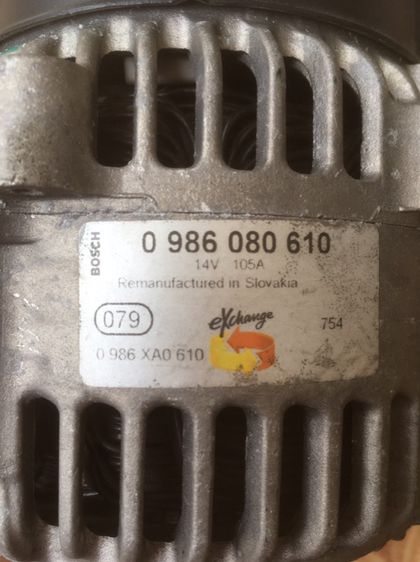 BOSCH
0 986 080 610
14V 105A
Remanufactured in Slovakia
079
eXchange
754
0 986 XA0 610